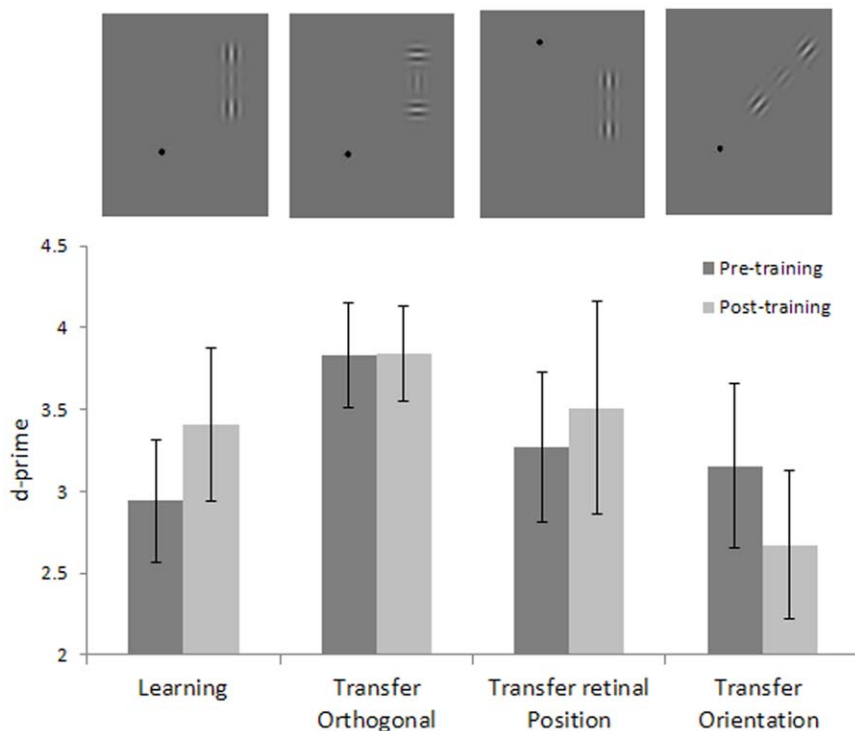 4.5
4
3.5
3
2.5
2
d-prime
Pre-training
Post-training
Learning
Transfer
Orthogonal
Transfer retinal
Position
Transfer
Orientation